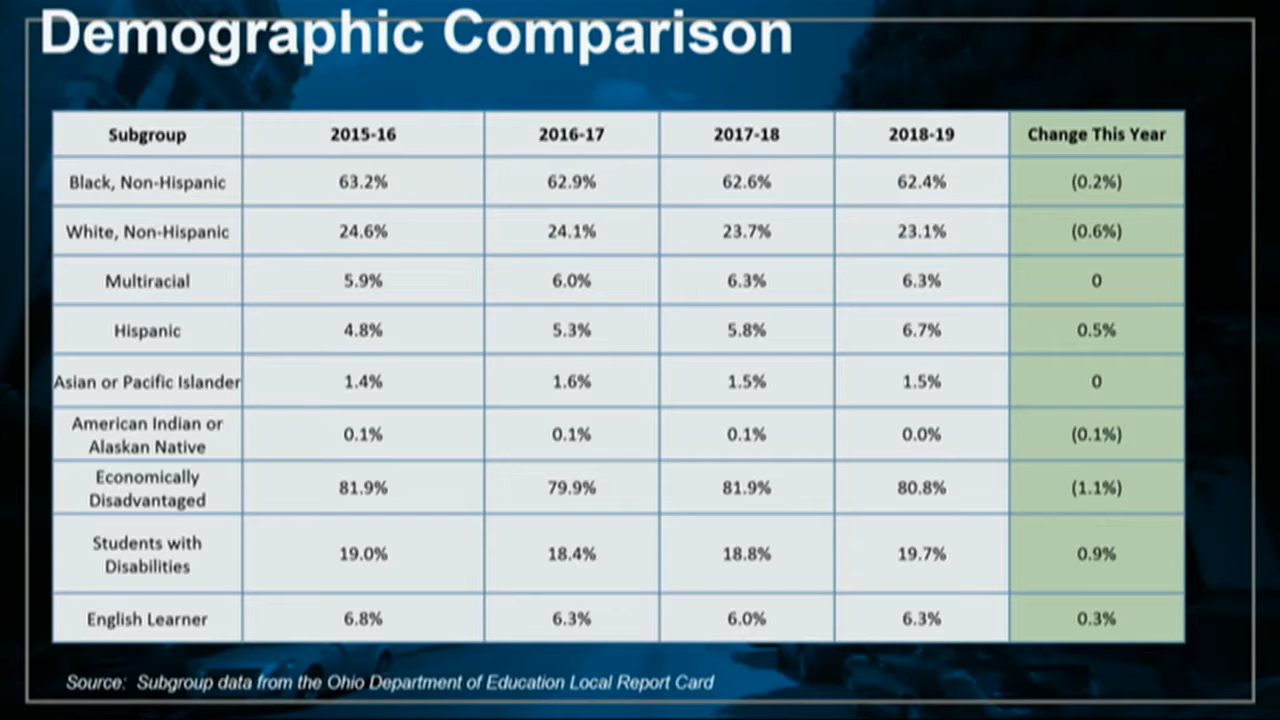 Demographic Comparison
Subgroup 2015-16 2016-17 2017-18 2018-19 Change This Year
Black, Non-Hispanic 63.2% 62.9% 62.6% 62.4% (0.2%)
White, Non-Hispanic 24.6% 24.1% 23.7% 23.1% (0.6%)
Multiracial 5.9% 6.0% 6.3% 6.3% 0
Hispanic 4.8% 5.3% 5.8% 6.7% 0.5%
Asian or Pacific Islander 1.4% 1.6% 1.5% 1.5% 0
American Indian or
Alaskan Native 0.1% 0.1% 0.1% 0.0% (0.1%)
Economically
Disadvantaged 81.9% 79.9% 81.9% 80.8% (1.1%)
Students with
Disabilities 19.0% 18.4% 18.8% 19.7% 0.9%
English Learner 6.8% 6.3% 6.0% 6.3% 0.3%
Source: Subgroup data from the Ohio Department of Education Local Report Card